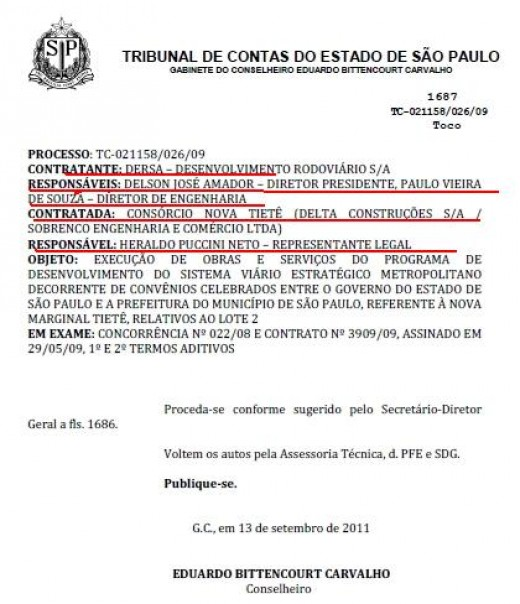 SP
TRIBUNAL DE CONTAS DO ESTADO DE SÃO PAULO
GABINETE DO CONSELHEIRO EDUARDO BITTENCOURT CARVALHO
1687
TC-021158/026/09
Toco
PROCESSO: TC-021158/026/09
CONTRATANTE: DERSA – DESENVOLVIMENTO RODOVIÁRIO S/A
RESPONSÁVEIS: DELSON JOSÉ AMADOR – DIRETOR PRESIDENTE, PAULO VIEIRA
DE SOUZA – DIRETOR DE ENGENHARIA
CONTRATADA: CONSÓRCIO NOVA TIETÊ (DELTA CONSTRUÇÕES S/A /
SOBRENCO ENGENHARIA E COMÉRCIO LTDA)
RESPONSÁVEL: HERALDO PUCCINI NETO – REPRESENTANTE LEGAL
OBJETO: EXECUÇÃO DE OBRAS E SERVIÇOS DO PROGRAMA DE
DESENVOLVIMENTO DO SISTEMA VIÁRIO ESTRATÉGICO METROPOLITANO
DECORRENTE DE CONVÊNIOS CELEBRADOS ENTRE O GOVERNO DO ESTADO DE
SÃO PAULO E A PREFEITURA DO MUNICÍPIO DE SÃO PAULO, REFERENTE À NOVA
MARGINAL TIETÊ, RELATIVOS AO LOTE 2
EM EXAME: CONCORRÊNCIA Nº 022/08 E CONTRATO Nº 3909/09, ASSINADO EM
29/05/09, 1º E 2º TERMOS ADITIVOS
Proceda-se conforme sugerido pelo Secretário-Diretor
Geral a fls. 1686.
Voltem os autos pela Assessoria Técnica, d. PFE e SDG.
Publique-se.
G.C., em 13 de setembro de 2011
EDUARDO BITTENCOURT CARVALHO
Conselheiro